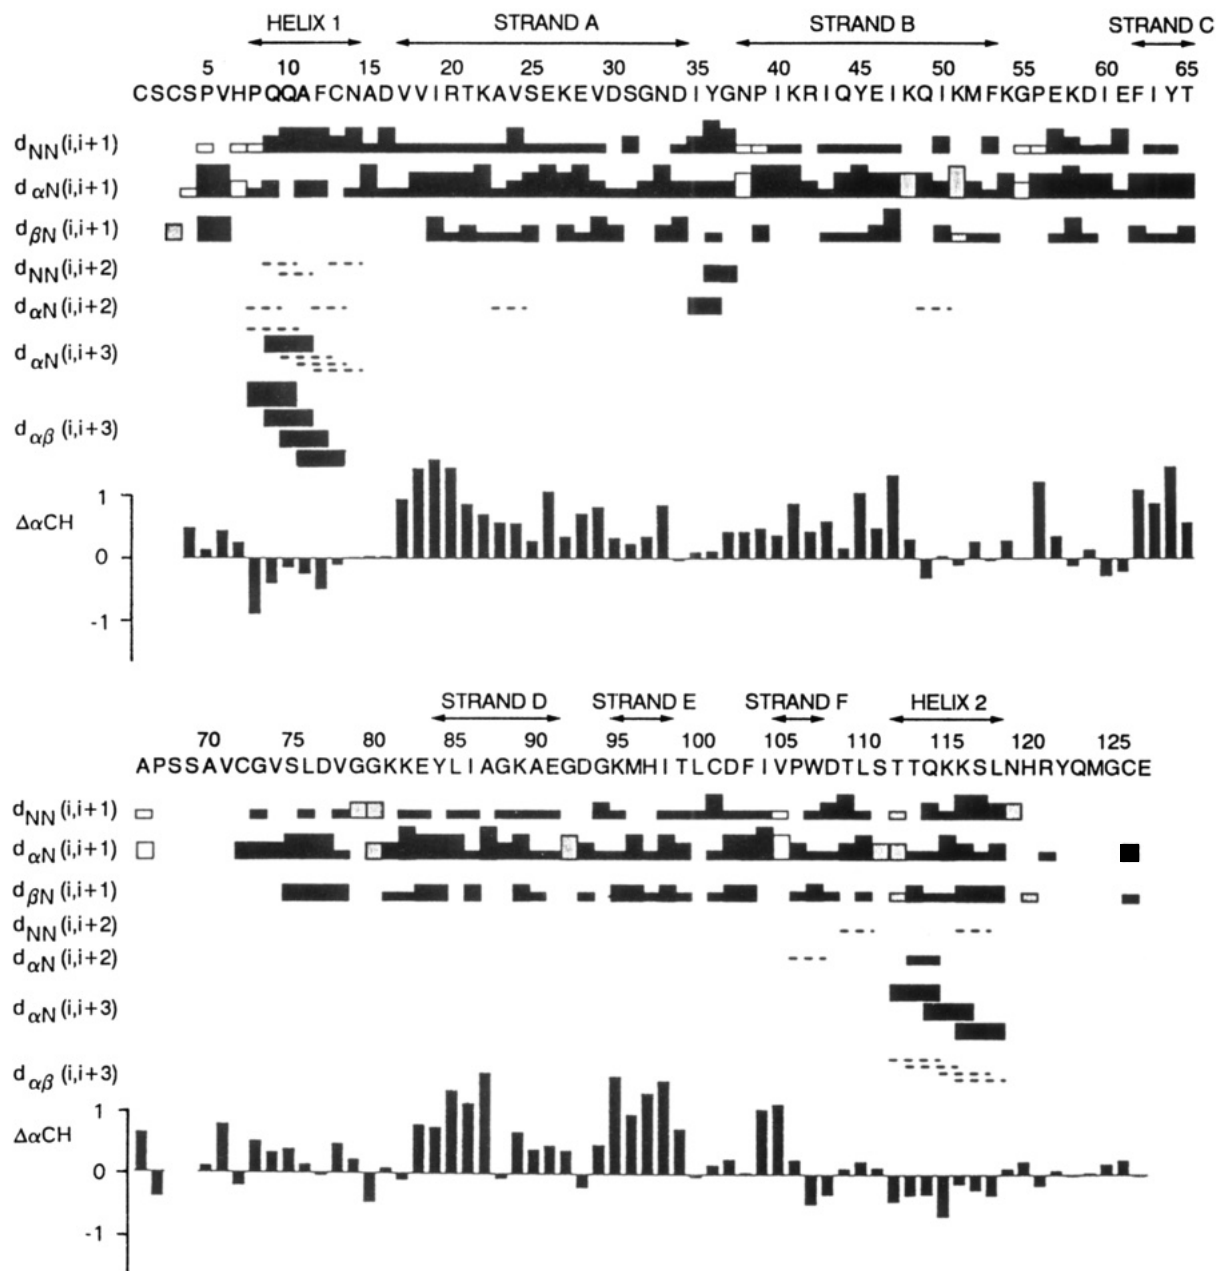 HELIX 1 STRAND A STRAND B STRAND C
5 10 15 20 25 30 35 40 45 50 55 60 65
CSCSPVHPQQAFCNADVVIRTKAVSEKEVDSGNDIYGNPIKRIQYEIKQIKMFKGPEKDIEFIYT
dNN(i,i+1)
dαN(i,i+1)
dβN(i,i+1)
dNN(i,i+2)
dαN(i,i+2)
dαN(i,i+3)
dαβ (i,i+3)
1
ΔαCH
0
-1
STRAND D STRAND E STRAND F HELIX 2
70 75 80 85 90 95 100 105 110 115 120 125
APSSAVCGVSLDVGGKKEYLIAGKAEGDGKMHITLCDFIVPWDTLSTTQKKSLNHRYQMGCE
dNN(i,i+1)
dαN(i,i+1)
dβN(i,i+1)
dNN(i,i+2)
dαN(i,i+2)
dαN(i,i+3)
dαβ (i,i+3)
1
ΔαCH
0
-1